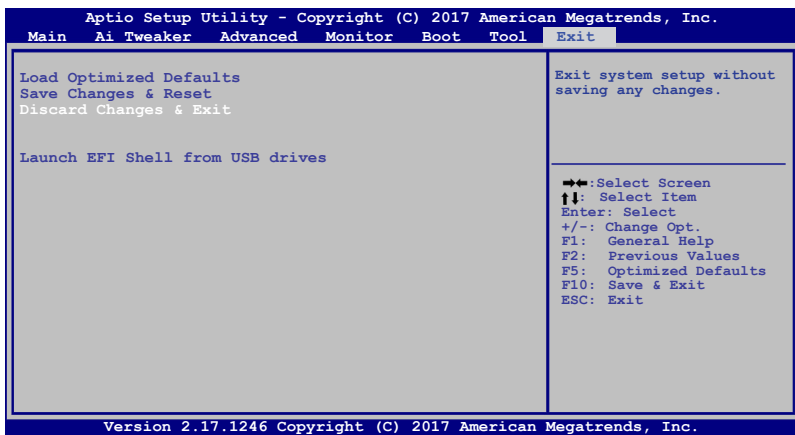 Aptio Setup Utility - Copyright (C) 2017 American Megatrends, Inc.
Main Ai Tweaker Advanced Monitor Boot Tool Exit
Load Optimized Defaults
Save Changes & Reset
Discard Changes & Exit
Launch EFI Shell from USB drives
Exit system setup without
saving any changes.
→←:Select Screen
↑↓: Select Item
Enter: Select
+/-: Change Opt.
F1: General Help
F2: Previous Values
F5: Optimized Defaults
F10: Save & Exit
ESC: Exit
Version 2.17.1246 Copyright (C) 2017 American Megatrends, Inc.